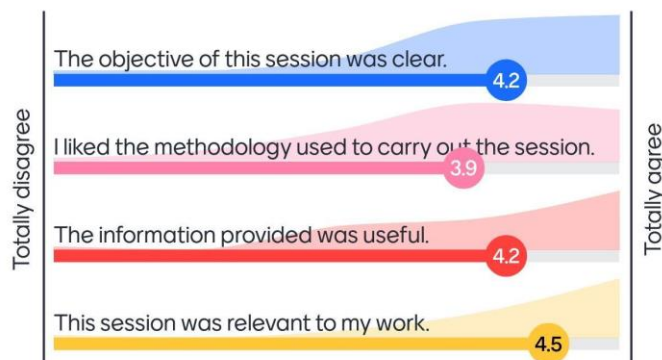 Totally disagree
The objective of this session was clear.
4.2
I liked the methodology used to carry out the session.
3.9
The information provided was useful.
4.2
This session was relevant to my work.
4.5
Totally agree